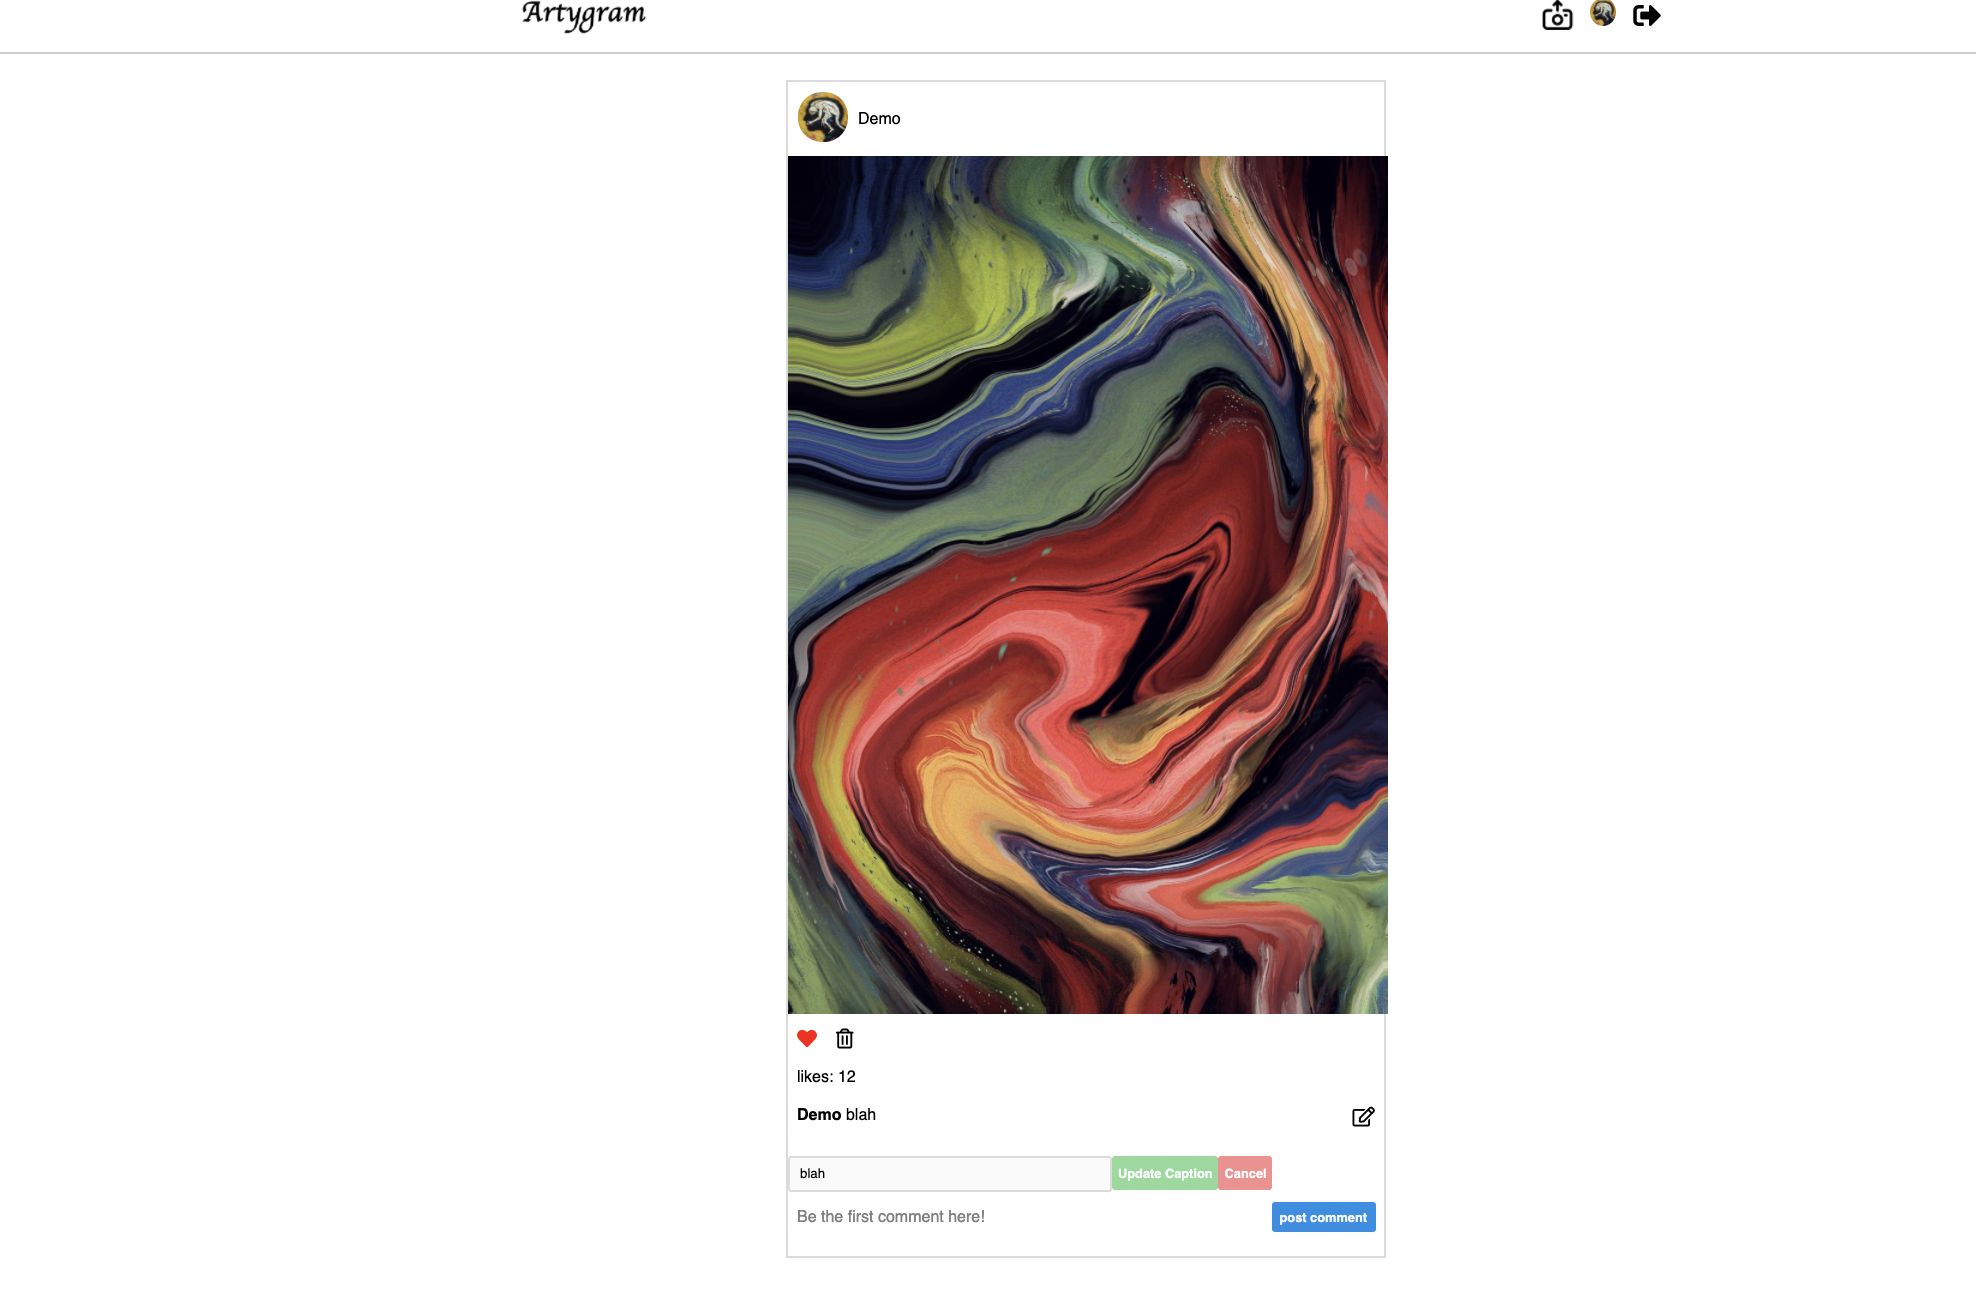 Artygram
Demo
likes: 12
Demo blah
blah Update Caption Cancel
Be the first comment here! post comment